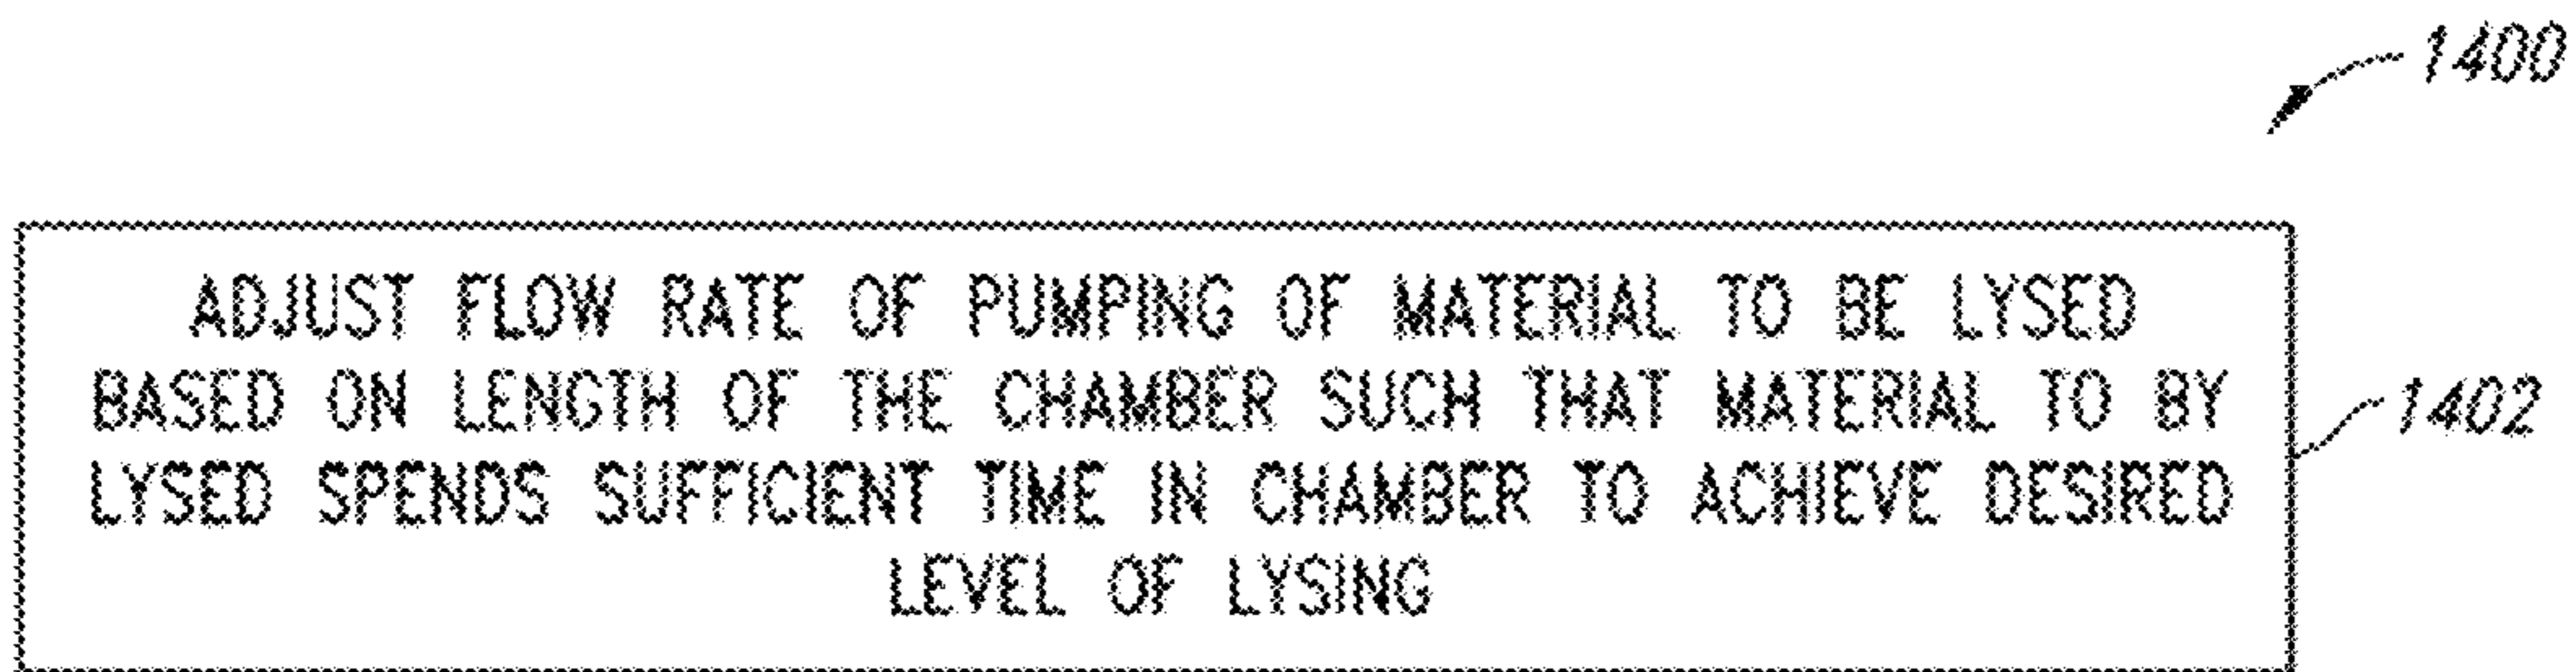 1400
ADJUST FLOW RATE OF PUMPING OF MATERIAL TO BE LYSED
BASED ON LENGTH OF THE CHAMBER SUCH THAT MATERIAL TO BY
1402
LYSED SPENDS SUFFICIENT TIME IN CHAMBER TO ACHIEVE DESIRED
LEVEL OF LYSING